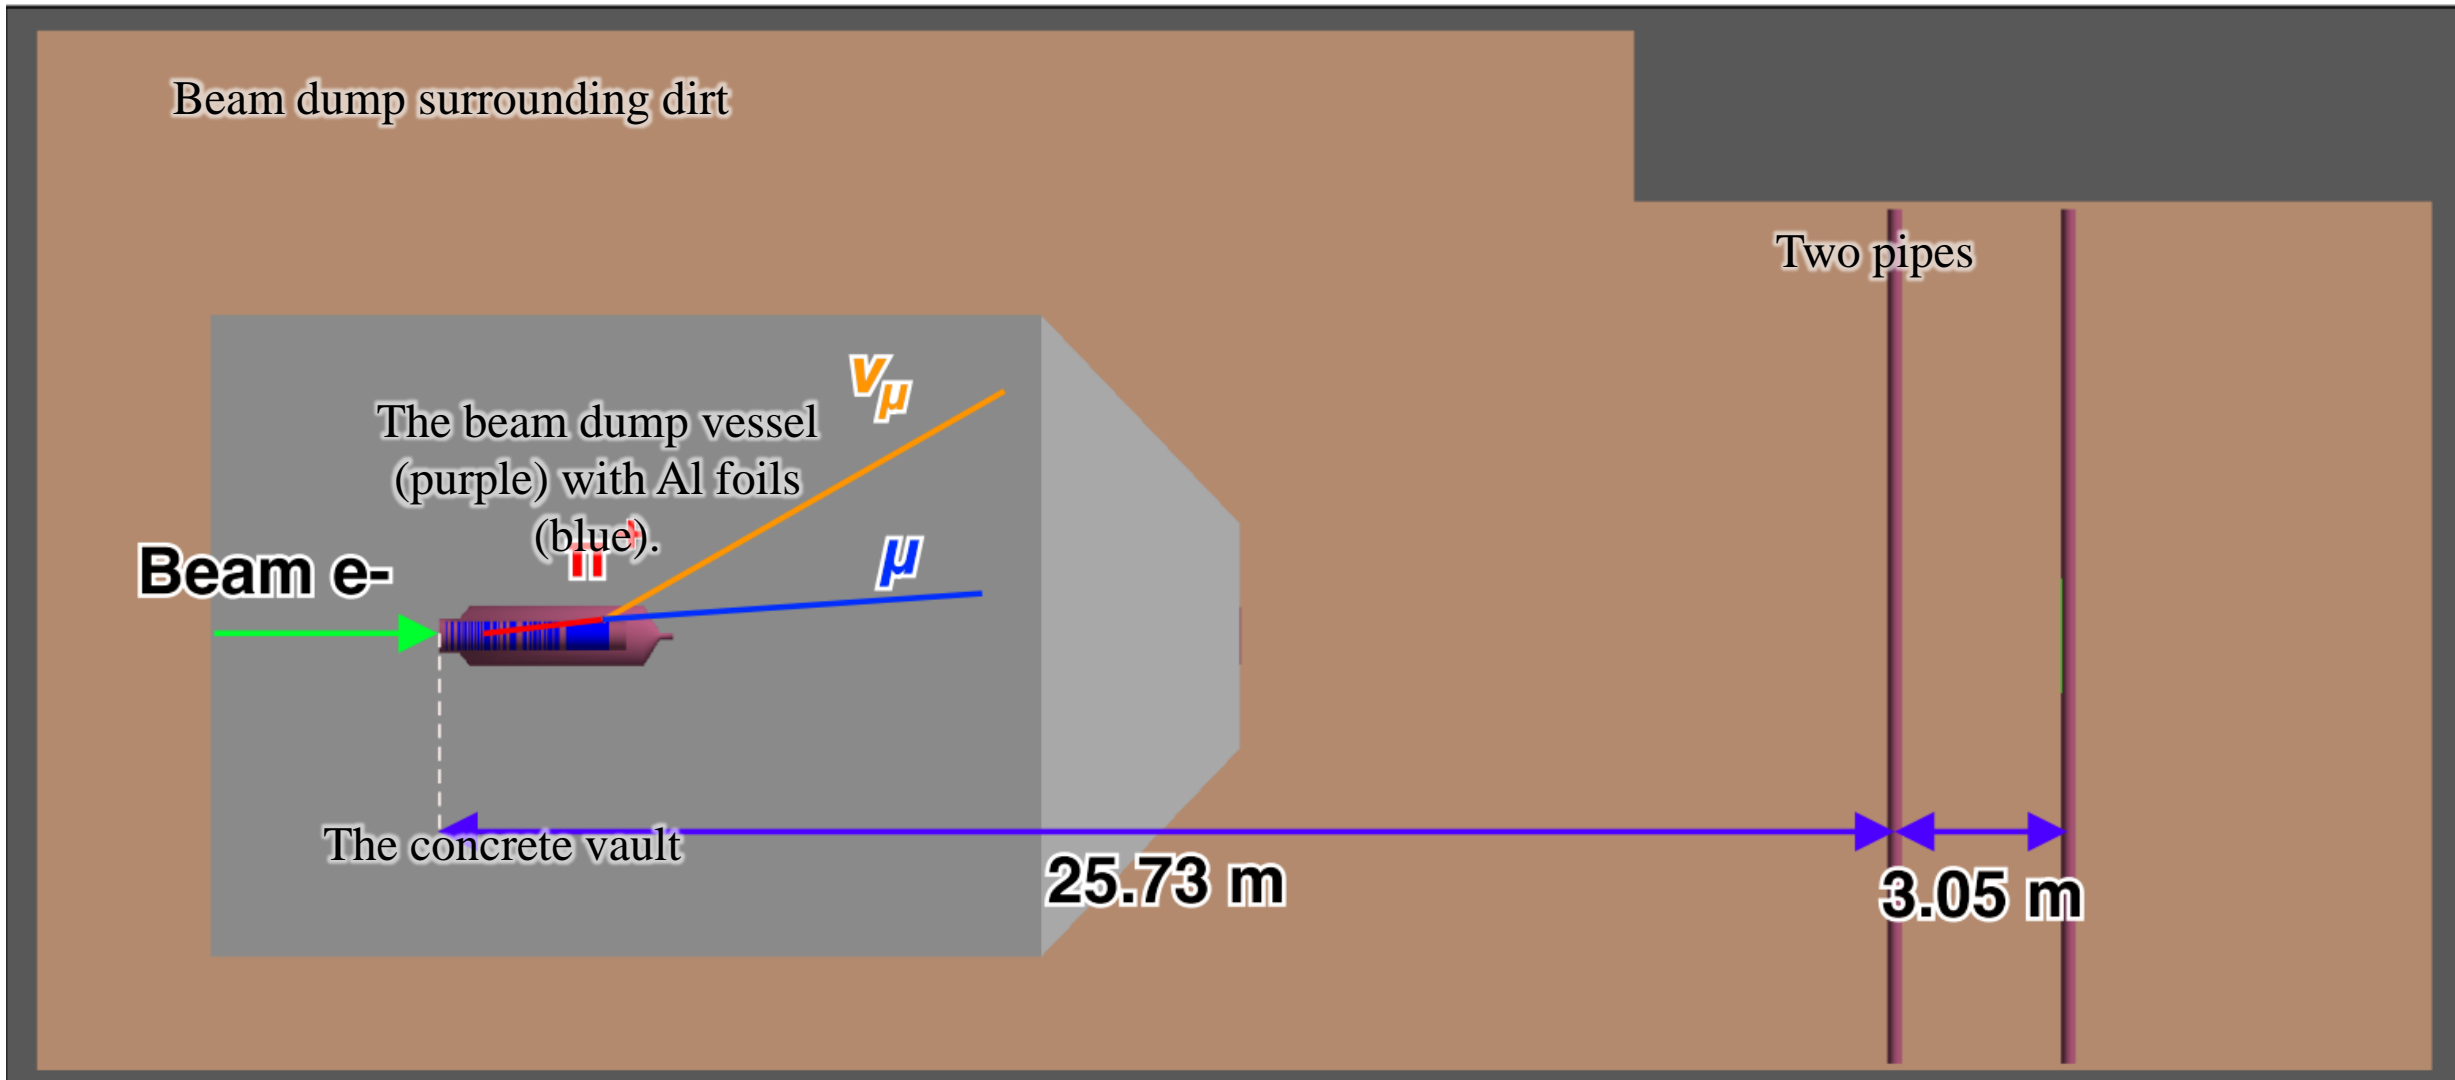 Beam dump surrounding dirt
Two pipes
νμ
The beam dump vessel
(purple) with Al foils
(blue).
π+
μ
Beam e-
The concrete vault
25.73 m
3.05 m